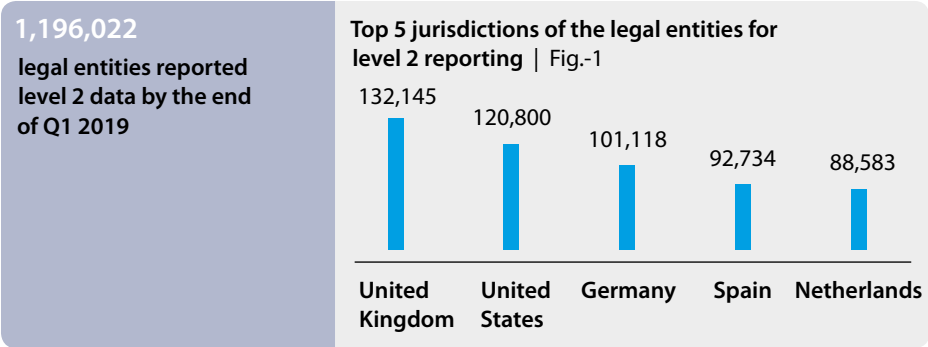 1,196,022
legal entities reported
level 2 data by the end
of Q1 2019
Top 5 jurisdictions of the legal entities for
level 2 reporting | Fig.-1
132,145
120,800
101,118
92,734
88,583
United
Kingdom
United
States
Germany
Spain
Netherlands